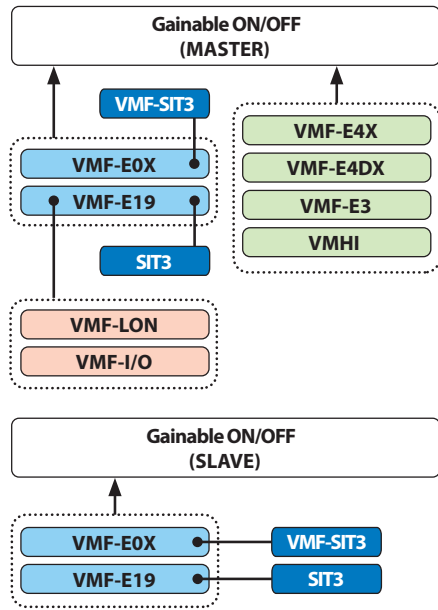 Gainable ON/OFF
(MASTER)
VMF-SIT3
VMF-E0X
VMF-E19
SIT3
VMF-LON
VMF-I/O
VMF-E4X
VMF-E4DX
VMF-E3
VMHI
Gainable ON/OFF
(SLAVE)
VMF-E0X
VMF-SIT3
VMF-E19
SIT3